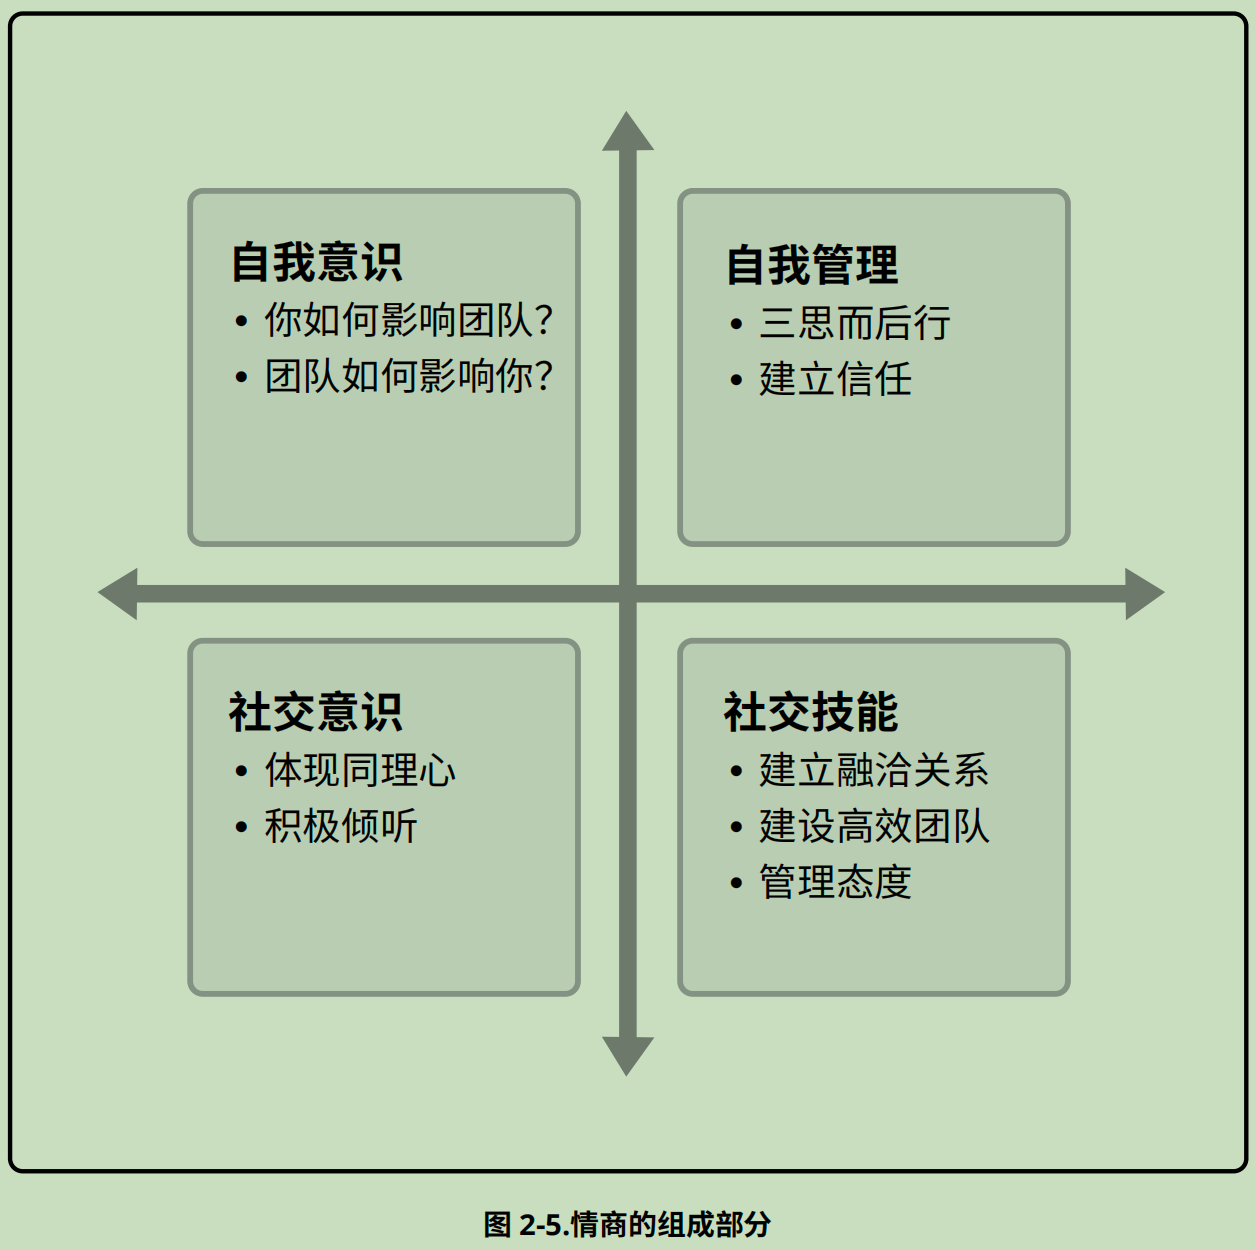 自我意识
• 你如何影响团队？
• 团队如何影响你？
自我管理
• 三思而后行
• 建立信任
社交意识
• 体现同理心
• 积极倾听
社交技能
• 建立融洽关系
• 建设高效团队
• 管理态度
图 2-5.情商的组成部分